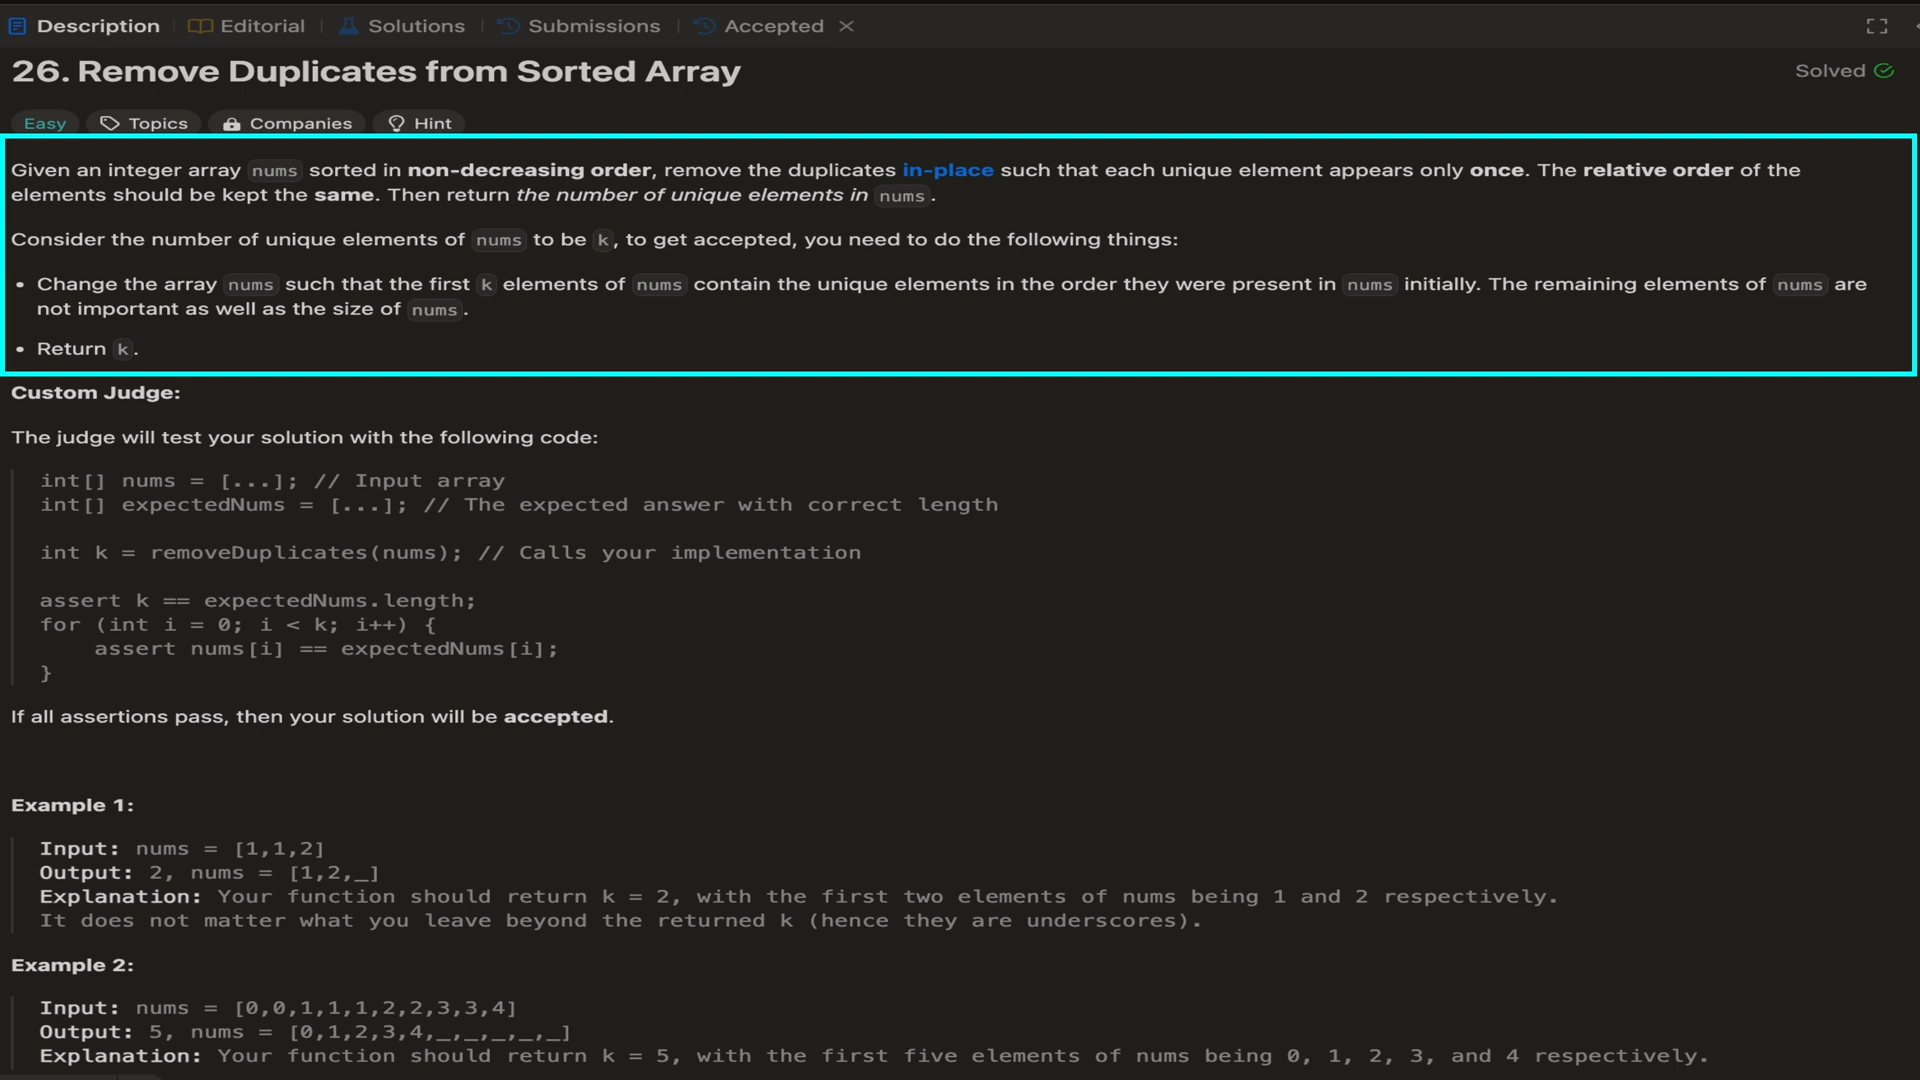 Description Editorial Solutions Submissions Accepted
26. Remove Duplicates from Sorted Array
Solved
Easy Topics Companies Hint
Given an integer array nums sorted in non-decreasing order, remove the duplicates in-place such that each unique element appears only once. The relative order of the
elements should be kept the same. Then return the number of unique elements in nums.
Consider the number of unique elements of nums to be k, to get accepted, you need to do the following things:
• Change the array nums such that the first k elements of nums contain the unique elements in the order they were present in nums initially. The remaining elements of nums are
not important as well as the size of nums.
• Return k.
Custom Judge:
The judge will test your solution with the following code:
int[] nums = [...]; // Input array
int[] expectedNums = [...]; // The expected answer with correct length
int k = removeDuplicates(nums); // Calls your implementation
assert k == expectedNums.length;
for (int i = 0; i < k; i++) {
    assert nums[i] == expectedNums[i];
}
If all assertions pass, then your solution will be accepted.
Example 1:
Input: nums = [1,1,2]
Output: 2, nums = [1,2,_]
Explanation: Your function should return k = 2, with the first two elements of nums being 1 and 2 respectively.
It does not matter what you leave beyond the returned k (hence they are underscores).
Example 2:
Input: nums = [0,0,1,1,1,2,2,3,3,4]
Output: 5, nums = [0,1,2,3,4,_,_,_,_,_]
Explanation: Your function should return k = 5, with the first five elements of nums being 0, 1, 2, 3, and 4 respectively.